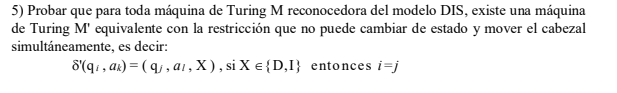 5) Probar que para toda máquina de Turing M reconocedora del modelo DIS, existe una máquina
de Turing M' equivalente con la restricción que no puede cambiar de estado y mover el cabezal
simultáneamente, es decir:
δ'(qᵢ , aₖ) = ( qⱼ , aₗ , X ) , si X ∈{D,I} entonces i=j